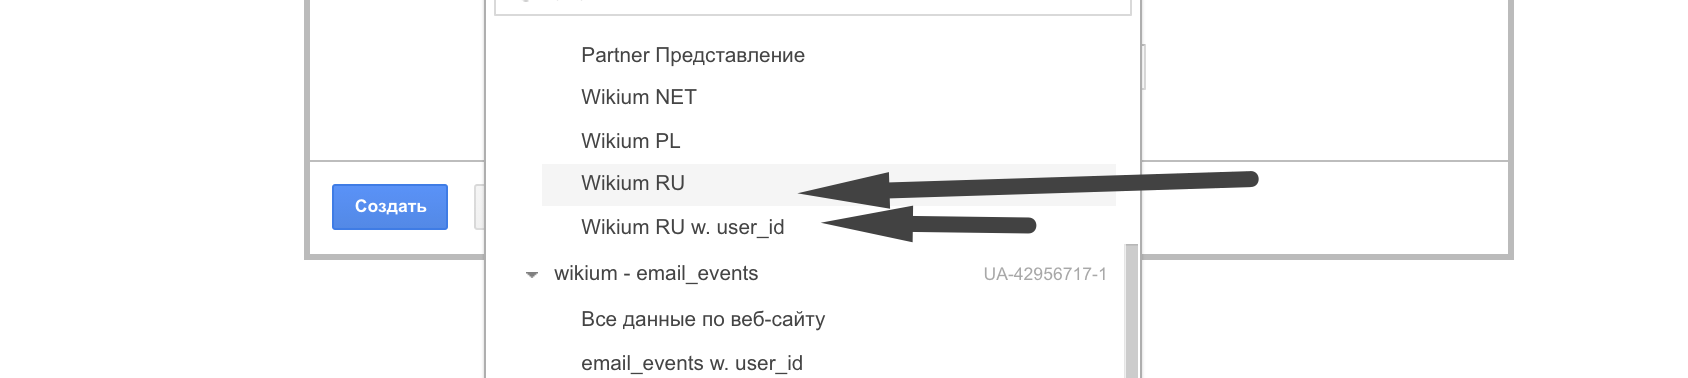 Partner Представление
Wikium NET
Wikium PL
Wikium RU
Создать
Wikium RU w. user_id
wikium - email_events UA-42956717-1
Все данные по веб-сайту
email_events w. user_id